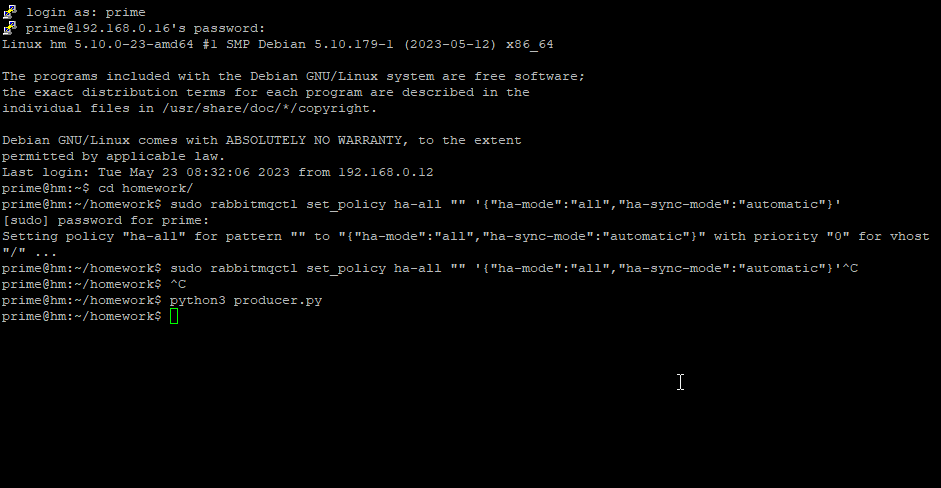 login as: prime
prime@192.168.0.16's password:
Linux hm 5.10.0-23-amd64 #1 SMP Debian 5.10.179-1 (2023-05-12) x86_64
The programs included with the Debian GNU/Linux system are free software;
the exact distribution terms for each program are described in the
individual files in /usr/share/doc/*/copyright.
Debian GNU/Linux comes with ABSOLUTELY NO WARRANTY, to the extent
permitted by applicable law.
Last login: Tue May 23 08:32:06 2023 from 192.168.0.12
prime@hm:~$ cd homework/
prime@hm:~/homework$ sudo rabbitmqctl set_policy ha-all "" '{"ha-mode":"all","ha-sync-mode":"automatic"}'
[sudo] password for prime:
Setting policy "ha-all" for pattern "" to "{"ha-mode":"all","ha-sync-mode":"automatic"}" with priority "0" for vhost
"/" ...
prime@hm:~/homework$ sudo rabbitmqctl set_policy ha-all "" '{"ha-mode":"all","ha-sync-mode":"automatic"}'^C
prime@hm:~/homework$ ^C
prime@hm:~/homework$ python3 producer.py
prime@hm:~/homework$